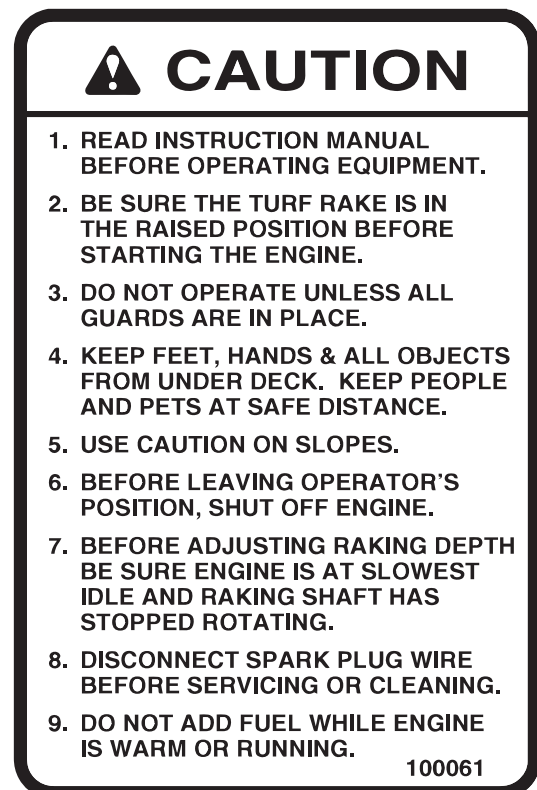 CAUTION
1. READ INSTRUCTION MANUAL
BEFORE OPERATING EQUIPMENT.
2. BE SURE THE TURF RAKE IS IN
THE RAISED POSITION BEFORE
STARTING THE ENGINE.
3. DO NOT OPERATE UNLESS ALL
GUARDS ARE IN PLACE.
4. KEEP FEET, HANDS & ALL OBJECTS
FROM UNDER DECK. KEEP PEOPLE
AND PETS AT SAFE DISTANCE.
5. USE CAUTION ON SLOPES.
6. BEFORE LEAVING OPERATOR'S
POSITION, SHUT OFF ENGINE.
7. BEFORE ADJUSTING RAKING DEPTH
BE SURE ENGINE IS AT SLOWEST
IDLE AND RAKING SHAFT HAS
STOPPED ROTATING.
8. DISCONNECT SPARK PLUG WIRE
BEFORE SERVICING OR CLEANING.
9. DO NOT ADD FUEL WHILE ENGINE
IS WARM OR RUNNING.
100061